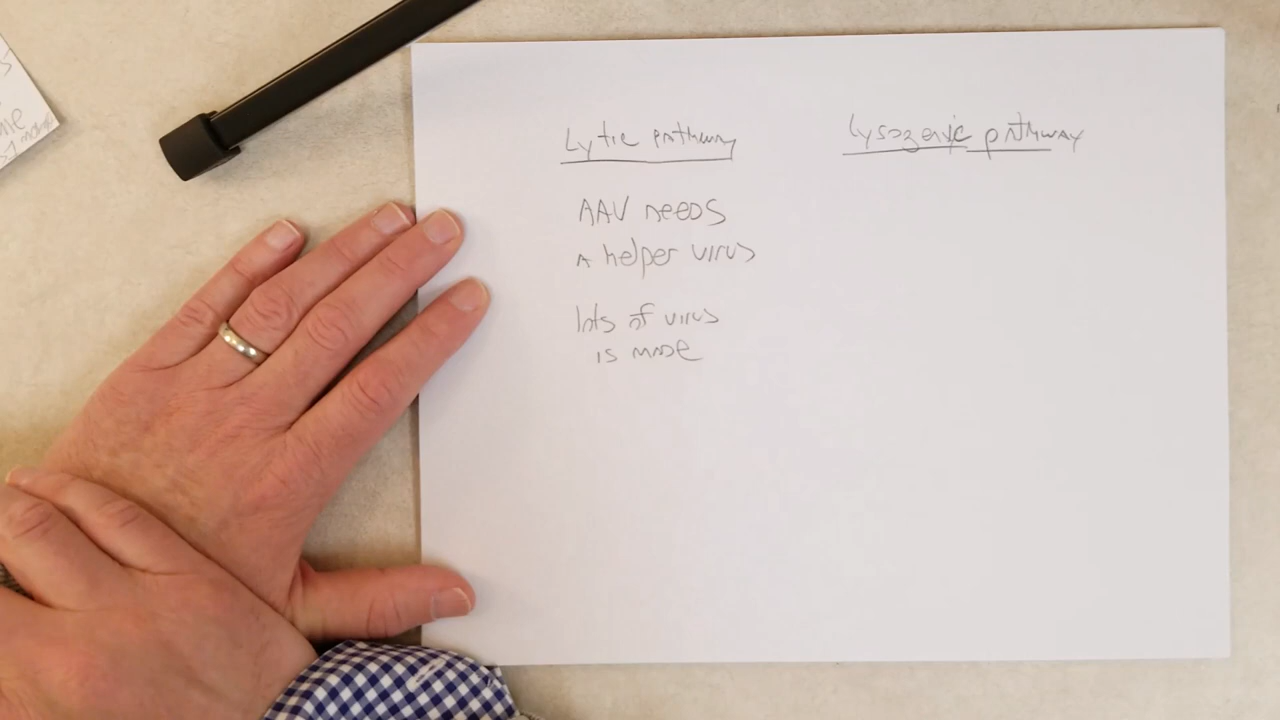 Lytic pathway
Lysogenic pathway
AAV needs
A helper virus
lots of virus
is made